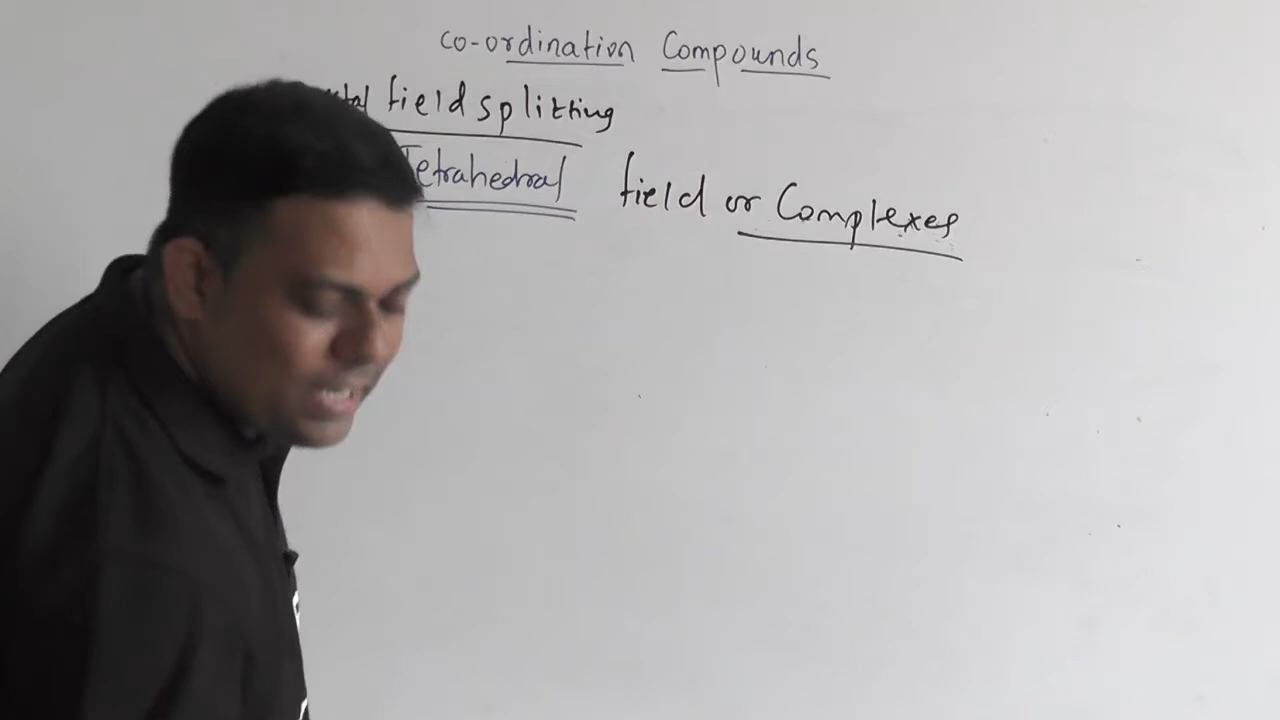 co-ordination Compounds
field splitting
Tetrahedral field or Complexes